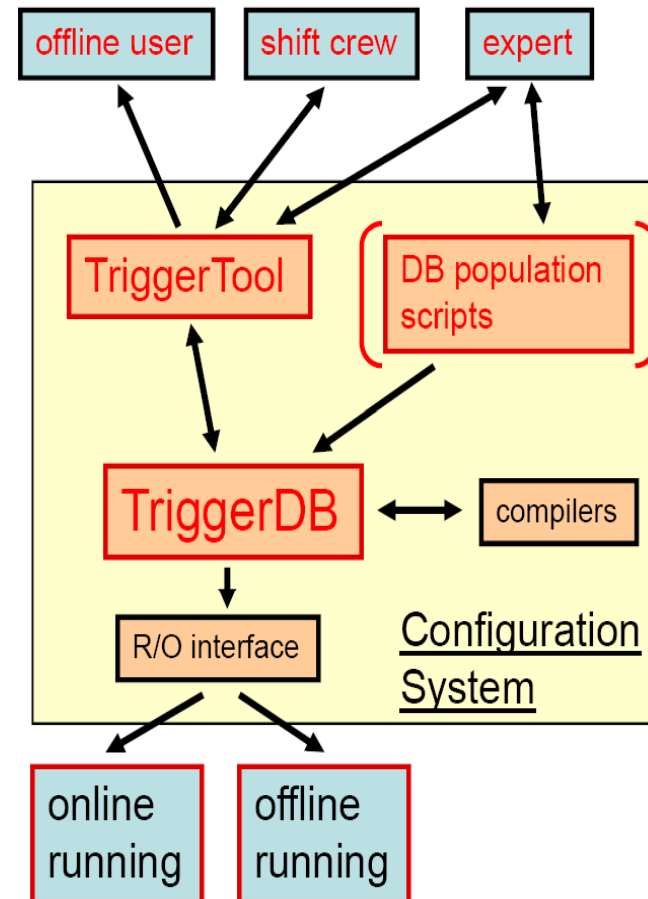 offline user
shift crew
expert
TriggerTool
DB population
scripts
TriggerDB
compilers
R/O interface
Configuration
System
online
running
offline
running